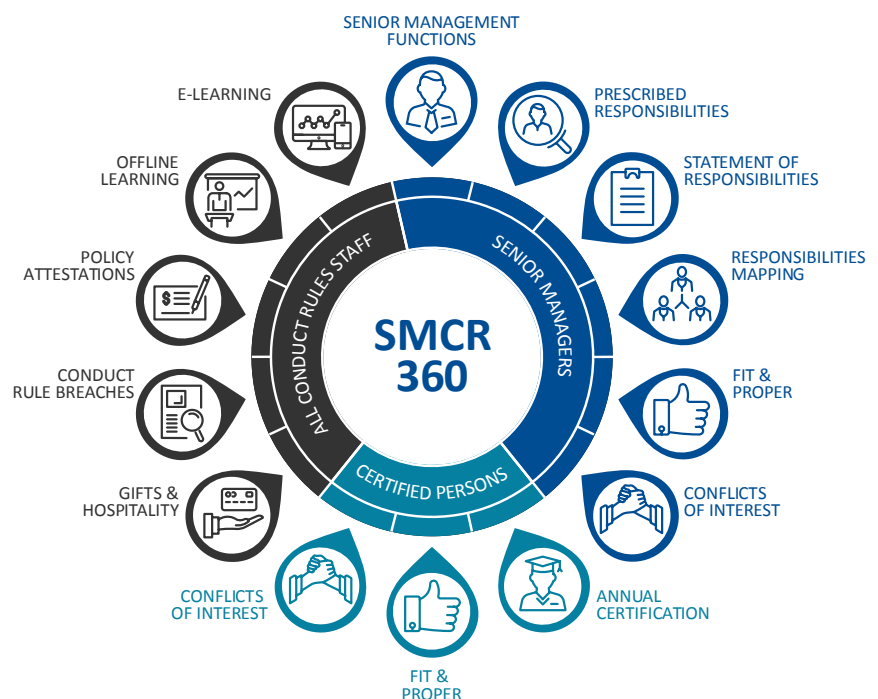 SENIOR MANAGEMENT
FUNCTIONS
PRESCRIBED
RESPONSIBILITIES
STATEMENT OF
RESPONSIBILITIES
RESPONSIBILITIES
MAPPING
FIT &
PROPER
CONFLICTS
OF INTEREST
ANNUAL
CERTIFICATION
FIT &
PROPER
CONFLICTS
OF INTEREST
GIFTS &
HOSPITALITY
CONDUCT
RULE BREACHES
POLICY
ATTESTATIONS
$
OFFLINE
LEARNING
E-LEARNING
SENIOR MANAGERS
CERTIFIED PERSONS
ALL CONDUCT RULES STAFF
SMCR
360